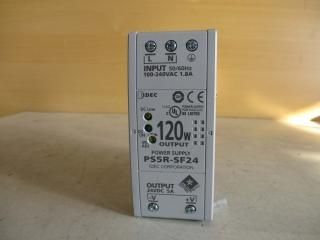 L N
INPUT 50/60Hz
100-240VAC 1.8A
IDEC
DC Low
120W
OUTPUT
POWER SUPPLY
PS5R-SF24
IDEC CORPORATION
OUTPUT
24VDC 5A
-V +V